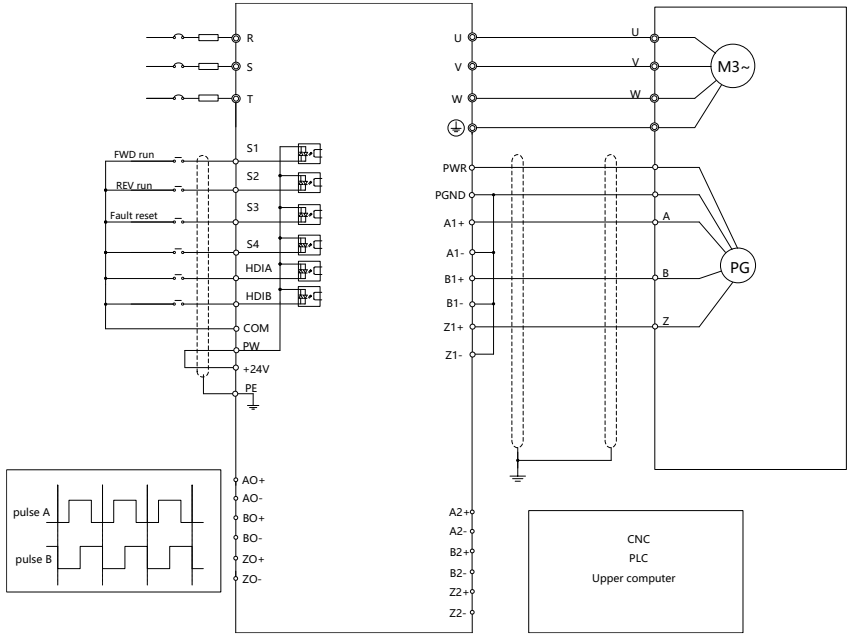 R
S
T
FWD run
S1
REV run
S2
Fault reset
S3
S4
HDIA
HDIB
COM
PW
+24V
PE
U
V
W
PWR
PGND
A1+
A1-
B1+
B1-
Z1+
Z1-
U
V
W
M3~
A
B
Z
PG
pulse A
pulse B
AO+
AO-
BO+
BO-
ZO+
ZO-
A2+
A2-
B2+
B2-
Z2+
Z2-
CNC
PLC
Upper computer